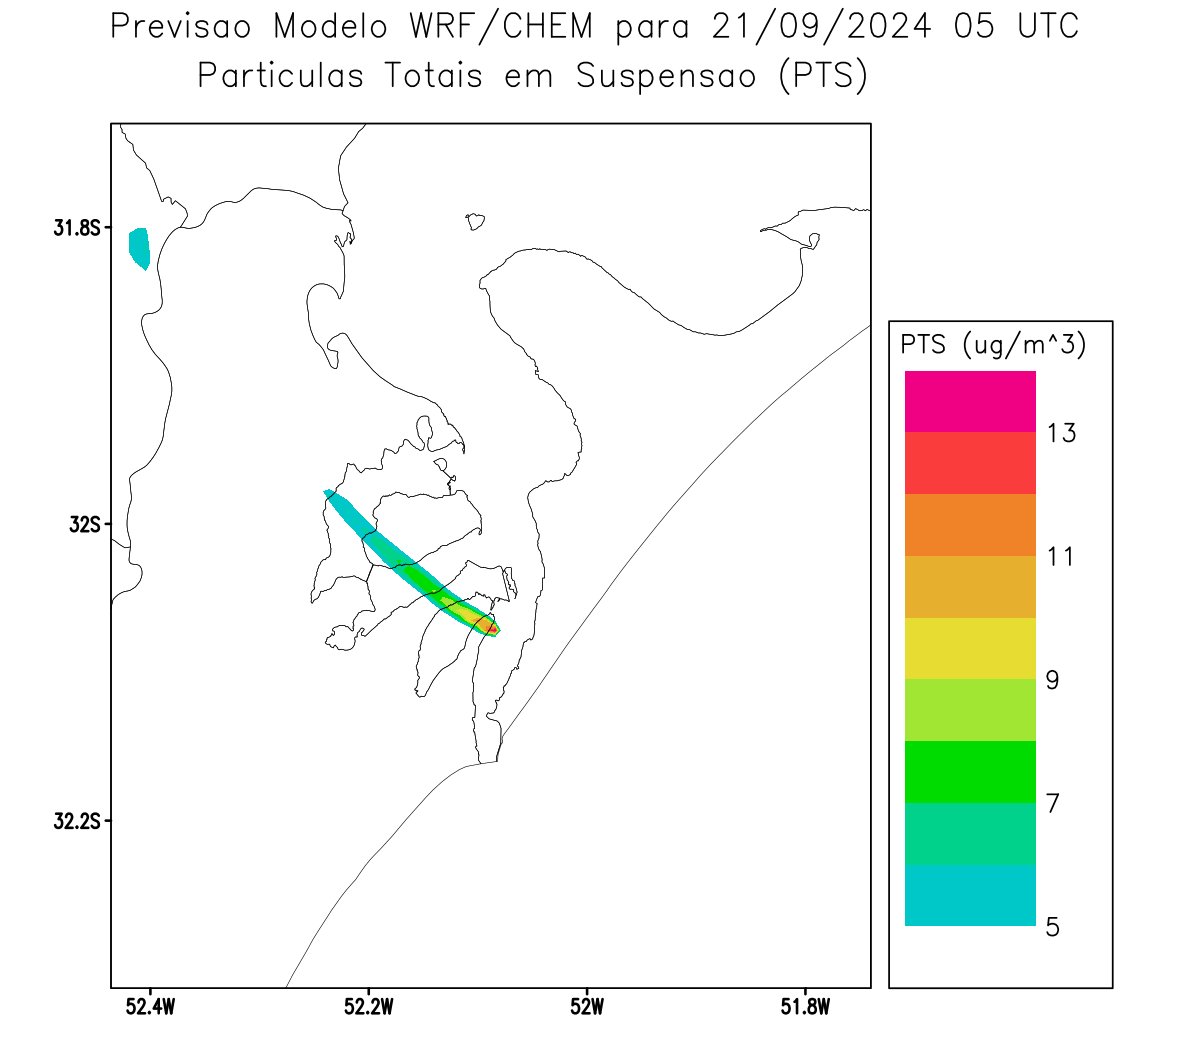 Previsao Modelo WRF/CHEM para 21/09/2024 05 UTC
Particulas Totais em Suspensao (PTS)
31.8S
32S
32.2S
52.4W
52.2W
52W
51.8W
PTS (ug/m^3)
13
11
9
7
5